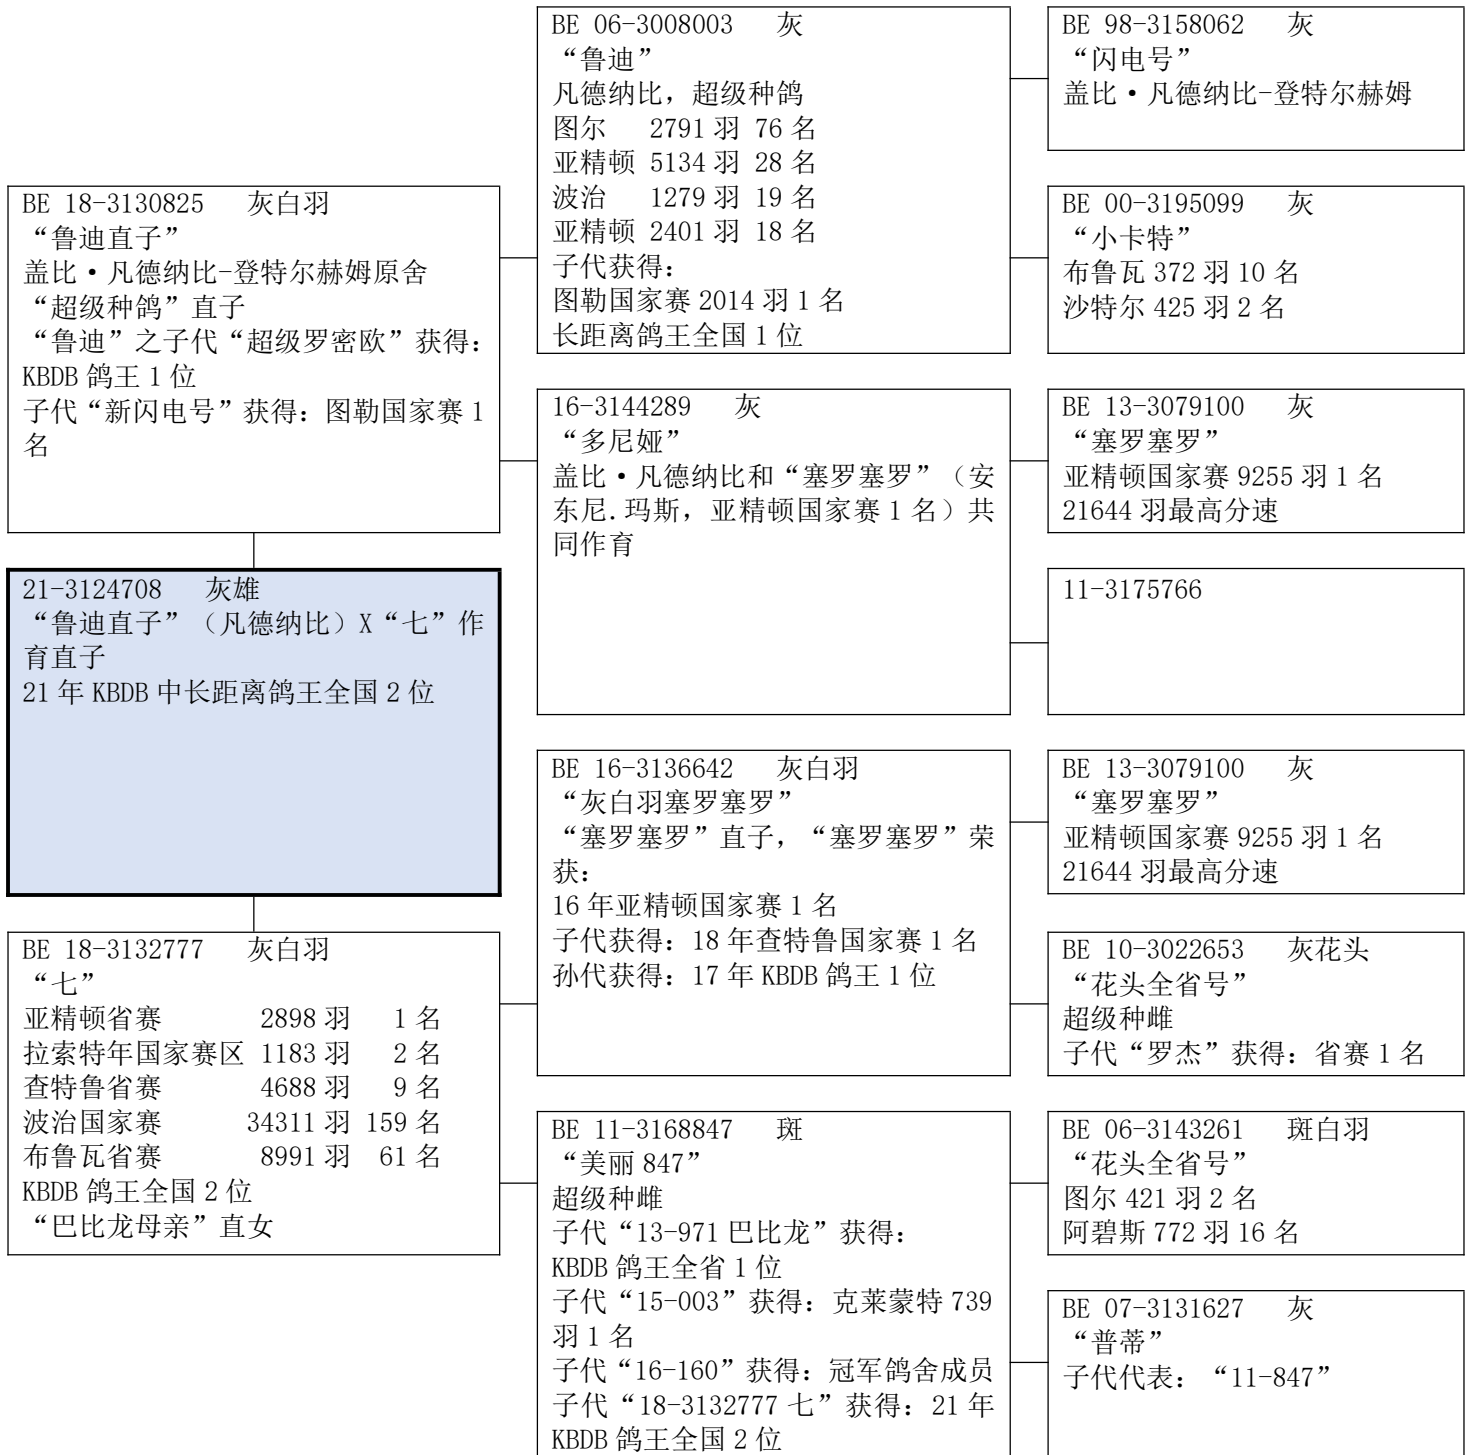 BE 18-3130825 灰白羽
“鲁迪直子”
盖比·凡德纳比-登特尔赫姆原舍
“超级种鸽”直子
“鲁迪”之子代“超级罗密欧”获得：
KBDB 鸽王 1 位
子代“新闪电号”获得：图勒国家赛 1
名
21-3124708 灰雄
“鲁迪直子”（凡德纳比）X“七”作
育直子
21 年 KBDB 中长距离鸽王全国 2 位
BE 18-3132777 灰白羽
“七”
亚精顿省赛 2898 羽 1 名
拉索特年国家赛区 1183 羽 2 名
查特鲁省赛 4688 羽 9 名
波治国家赛 34311 羽 159 名
布鲁瓦省赛 8991 羽 61 名
KBDB 鸽王全国 2 位
“巴比龙母亲”直女
BE 06-3008003 灰
“鲁迪”
凡德纳比，超级种鸽
图尔 2791 羽 76 名
亚精顿 5134 羽 28 名
波治 1279 羽 19 名
亚精顿 2401 羽 18 名
子代获得：
图勒国家赛 2014 羽 1 名
长距离鸽王全国 1 位
16-3144289 灰
“多尼娅”
盖比·凡德纳比和“塞罗塞罗”（安
东尼.玛斯，亚精顿国家赛 1 名）共
同作育
BE 16-3136642 灰白羽
“灰白羽塞罗塞罗”
“塞罗塞罗”直子，“塞罗塞罗”荣
获：
16 年亚精顿国家赛 1 名
子代获得：18 年查特鲁国家赛 1 名
孙代获得：17 年 KBDB 鸽王 1 位
BE 11-3168847 斑
“美丽 847”
超级种雌
子代“13-971 巴比龙”获得：
KBDB 鸽王全省 1 位
子代“15-003”获得：克莱蒙特 739
羽 1 名
子代“16-160”获得：冠军鸽舍成员
子代“18-3132777 七”获得：21 年
KBDB 鸽王全国 2 位
BE 98-3158062 灰
“闪电号”
盖比·凡德纳比-登特尔赫姆
BE 00-3195099 灰
“小卡特”
布鲁瓦 372 羽 10 名
沙特尔 425 羽 2 名
BE 13-3079100 灰
“塞罗塞罗”
亚精顿国家赛 9255 羽 1 名
21644 羽最高分速
11-3175766
BE 13-3079100 灰
“塞罗塞罗”
亚精顿国家赛 9255 羽 1 名
21644 羽最高分速
BE 10-3022653 灰花头
“花头全省号”
超级种雌
子代“罗杰”获得：省赛 1 名
BE 06-3143261 斑白羽
“花头全省号”
图尔 421 羽 2 名
阿碧斯 772 羽 16 名
BE 07-3131627 灰
“普蒂”
子代代表：“11-847”